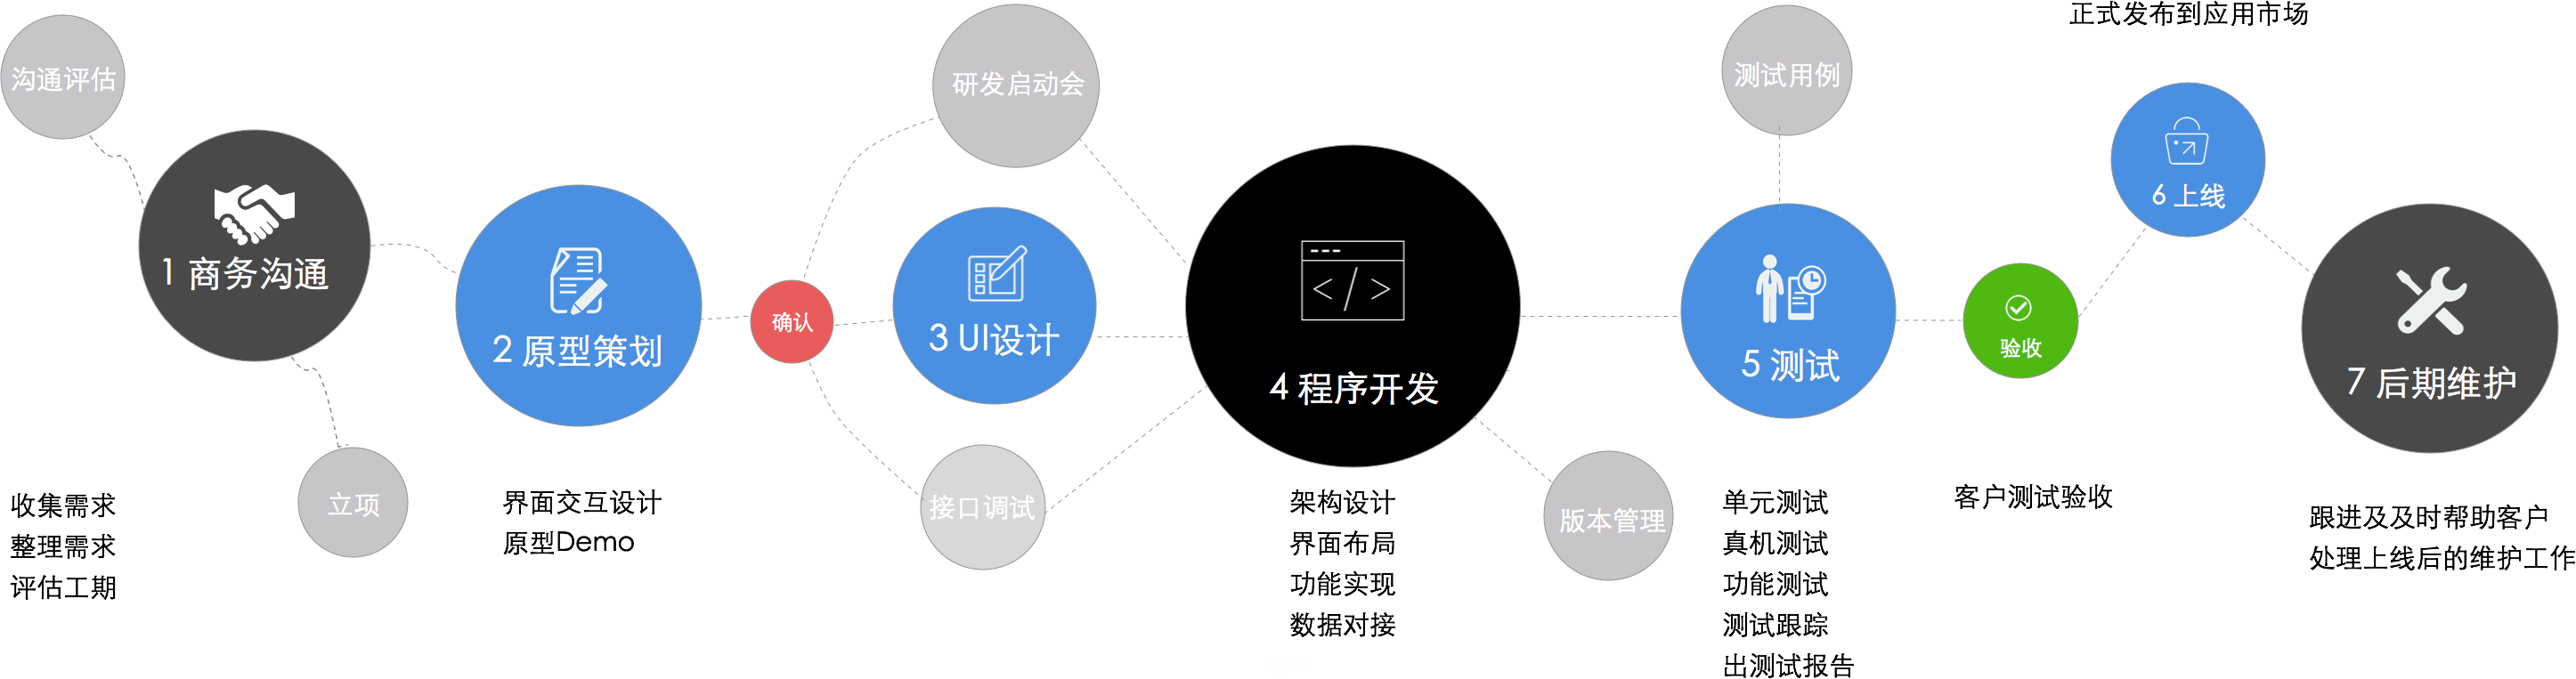 沟通评估
1 商务沟通
立项
收集需求
整理需求
评估工期
2 原型策划
界面交互设计
原型Demo
确认
研发启动会
3 UI设计
接口调试
4 程序开发
架构设计
界面布局
功能实现
数据对接
版本管理
测试用例
5 测试
单元测试
真机测试
功能测试
测试跟踪
出测试报告
验收
客户测试验收
正式发布到应用市场
6 上线
7 后期维护
跟进及及时帮助客户
处理上线后的维护工作